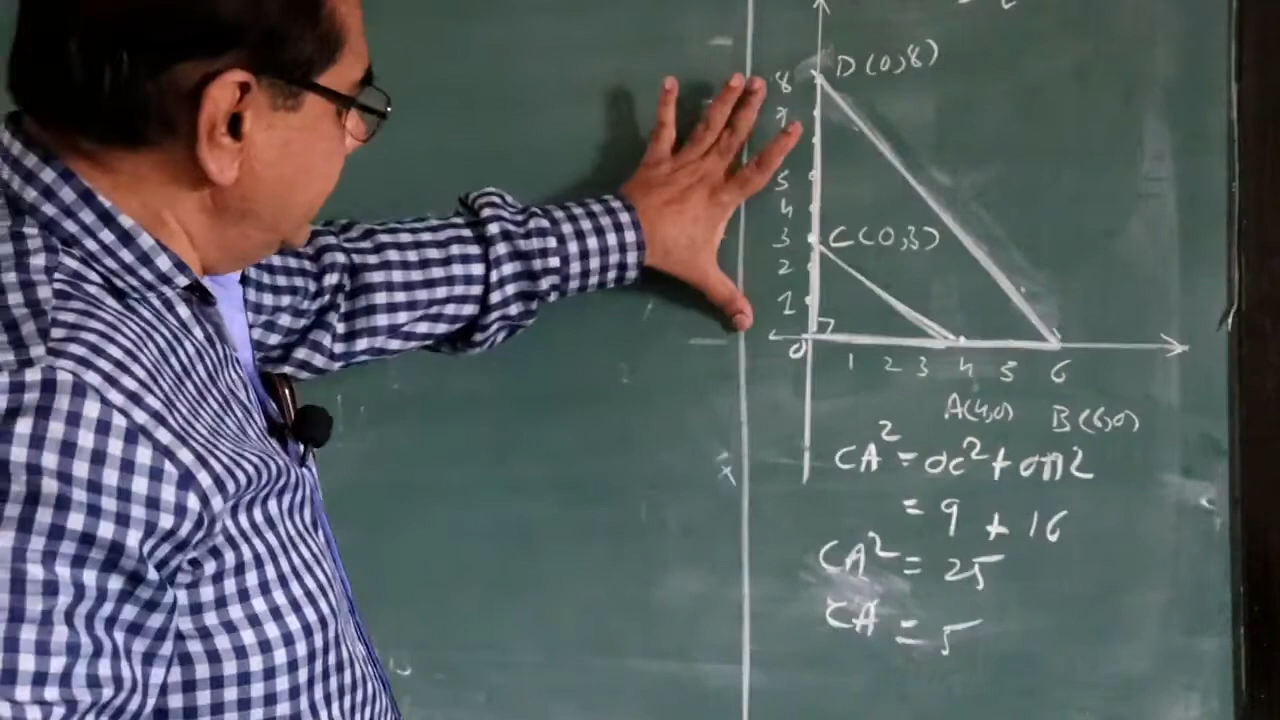 D (0,8)
8
7
5
4
3 C (0,3)
2
1
0 1 2 3 4 5 6
A(4,0) B (6,0)
CA² = OC² + OA²
= 9 + 16
CA² = 25
CA = 5